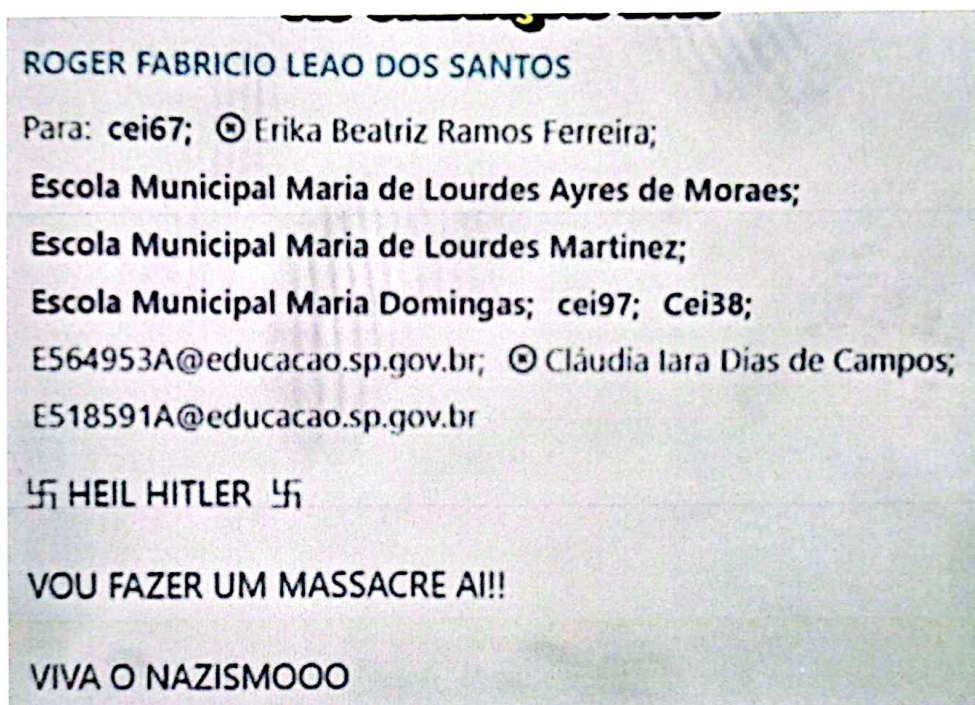 ROGER FABRICIO LEAO DOS SANTOS
Para: cei67; Erika Beatriz Ramos Ferreira;
Escola Municipal Maria de Lourdes Ayres de Moraes;
Escola Municipal Maria de Lourdes Martinez;
Escola Municipal Maria Domingas; cei97; Cei38;
E564953A@educacao.sp.gov.br; Cláudia Iara Dias de Campos;
E518591A@educacao.sp.gov.br
卐 HEIL HITLER 卐
VOU FAZER UM MASSACRE AI!!
VIVA O NAZISMOOO